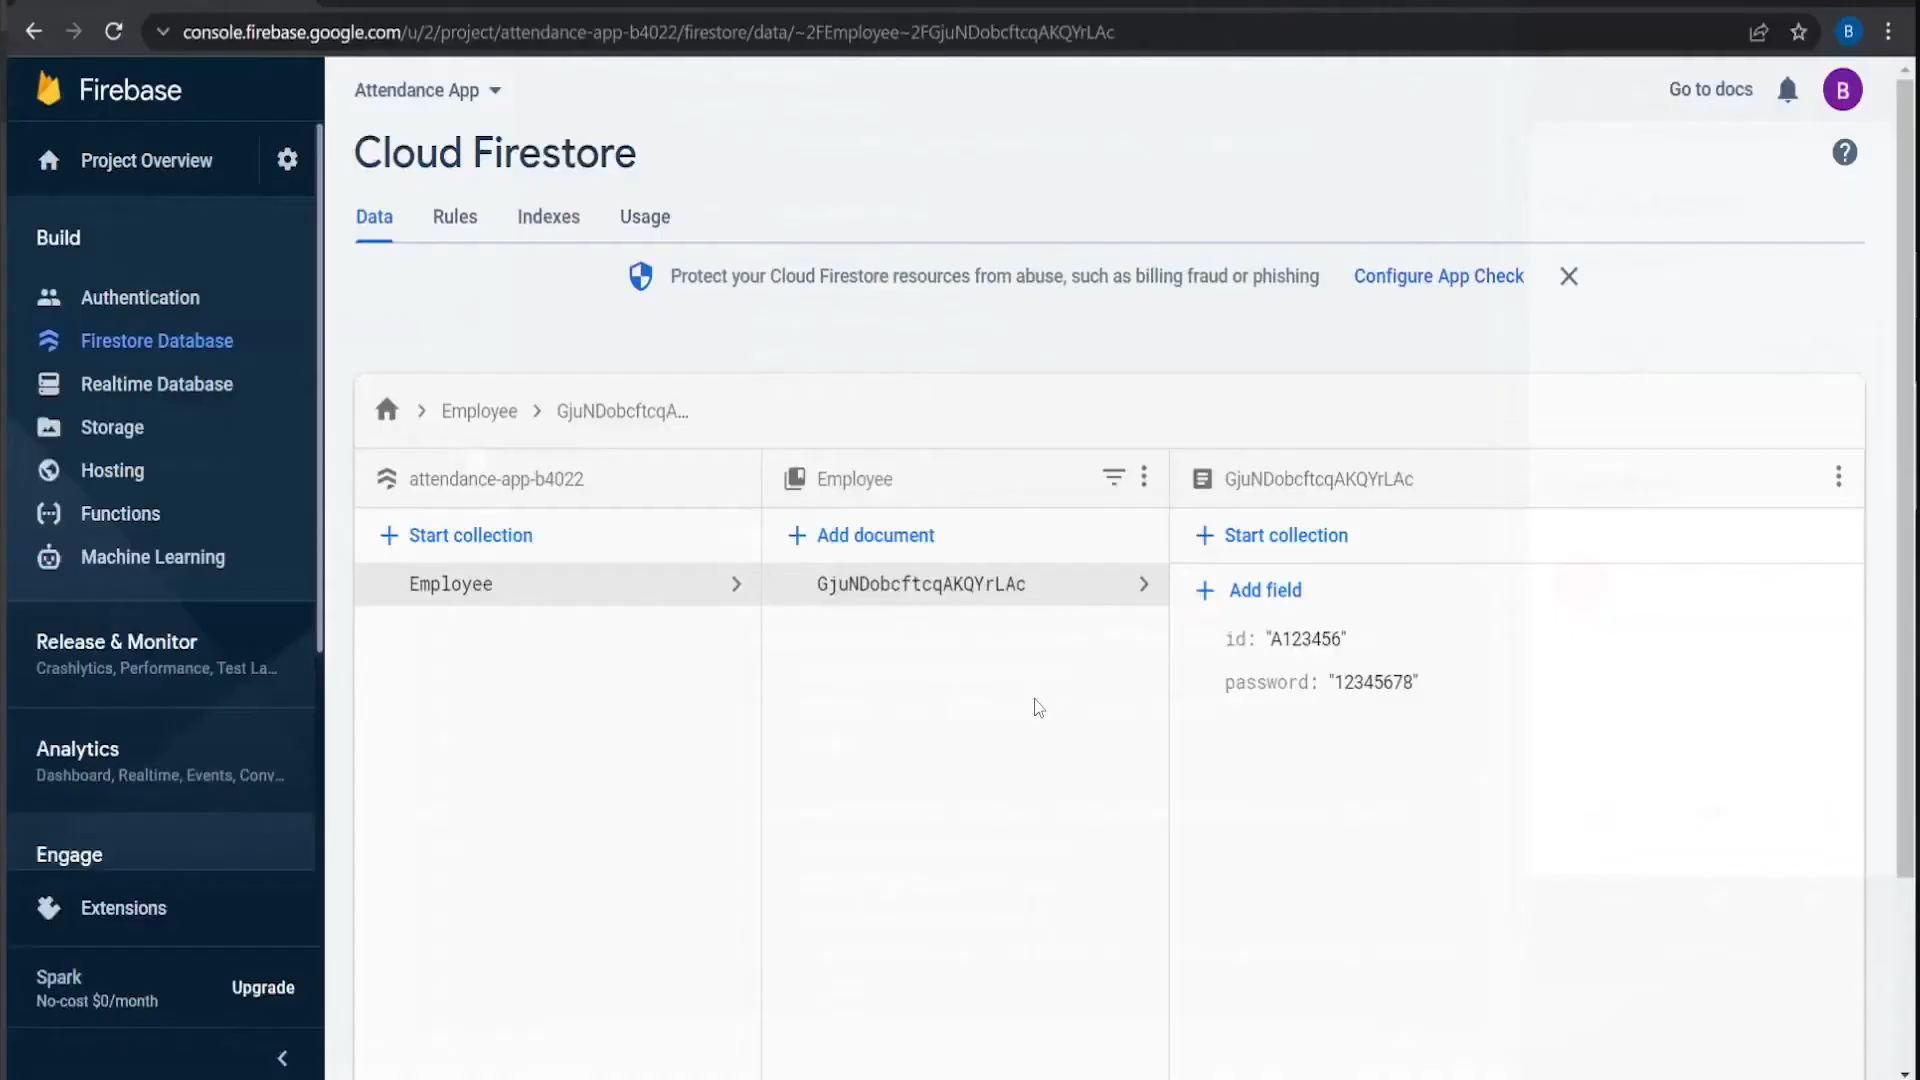 console.firebase.google.com/u/2/project/attendance-app-b4022/firestore/data/~2FEmployee~2FGjuNDobcftcqAKQYrLAc
B
Firebase
Attendance App
Go to docs
B
Project Overview
Cloud Firestore
?
Data Rules Indexes Usage
Build
Protect your Cloud Firestore resources from abuse, such as billing fraud or phishing Configure App Check
Authentication
Firestore Database
Realtime Database
Storage
Hosting
Functions
Machine Learning
Employee GjuNDobcftcqA...
attendance-app-b4022 Employee GjuNDobcftcqAKQYrLAc
+ Start collection + Add document + Start collection
Employee GjuNDobcftcqAKQYrLAc
+ Add field
id: "A123456"
password: "12345678"
Release & Monitor
Crashlytics, Performance, Test La...
Analytics
Dashboard, Realtime, Events, Conv...
Engage
Extensions
Spark
No-cost $0/month
Upgrade